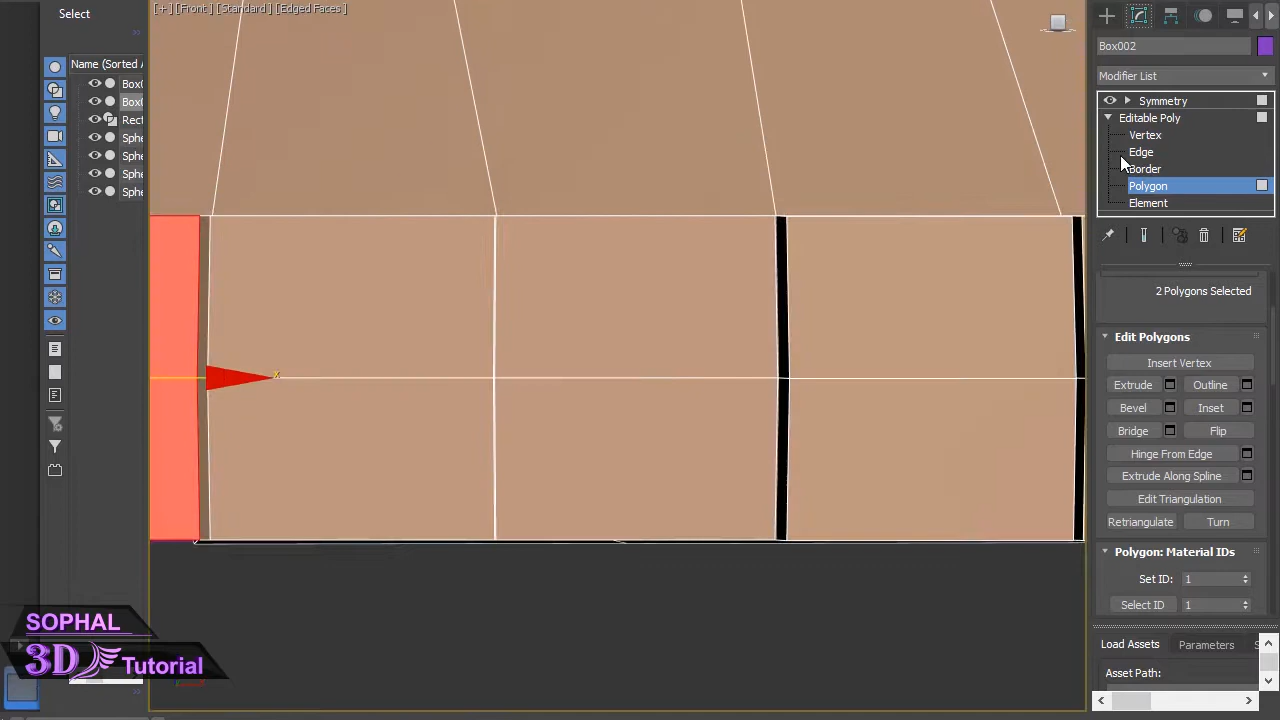 Select
[+] [Front] [Standard] [Edged Faces]
Name (Sorted A
Box0
Box0
Rect
Sphe
Sphe
Sphe
Sphe
x
Box002
Modifier List
Symmetry
Editable Poly
Vertex
Edge
Border
Polygon
Element
2 Polygons Selected
Edit Polygons
Insert Vertex
Extrude Outline
Bevel Inset
Bridge Flip
Hinge From Edge
Extrude Along Spline
Edit Triangulation
Retriangulate Turn
Polygon: Material IDs
Set ID: 1
Select ID 1
Load Assets Parameters S
Asset Path:
SOPHAL
3D Tutorial